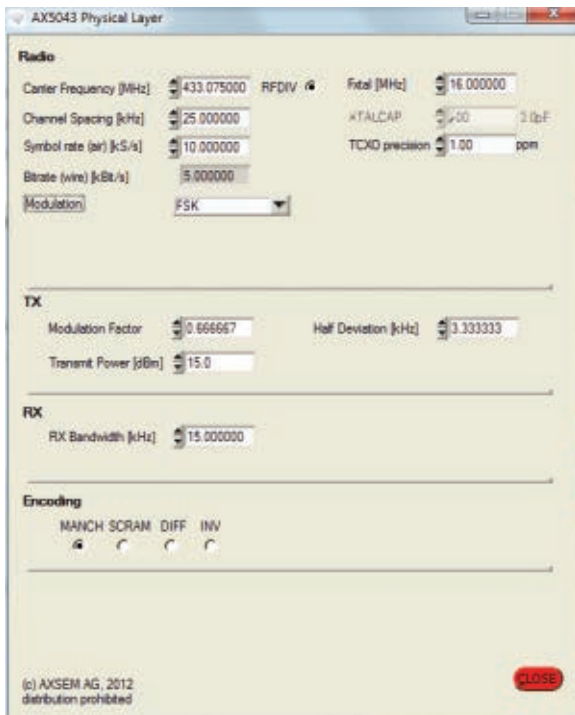 AX5043 Physical Layer
Radio
Carrier Frequency [MHz] 433.075000 RFDIV Fxtal [MHz] 16.000000
Channel Spacing [kHz] 25.000000 XTALCAP 3.0pF
Symbol rate (air) [kS/s] 10.000000 TCXO precision 1.00 ppm
Bitrate (wire) [kBit/s] 5.000000
Modulation FSK
TX
Modulation Factor 0.666667 Half Deviation [kHz] 3.333333
Transmit Power [dBm] 15.0
RX
RX Bandwidth [kHz] 15.000000
Encoding
MANCH SCRAM DIFF INV
CLOSE
(c) AXSEM AG, 2012
distribution prohibited